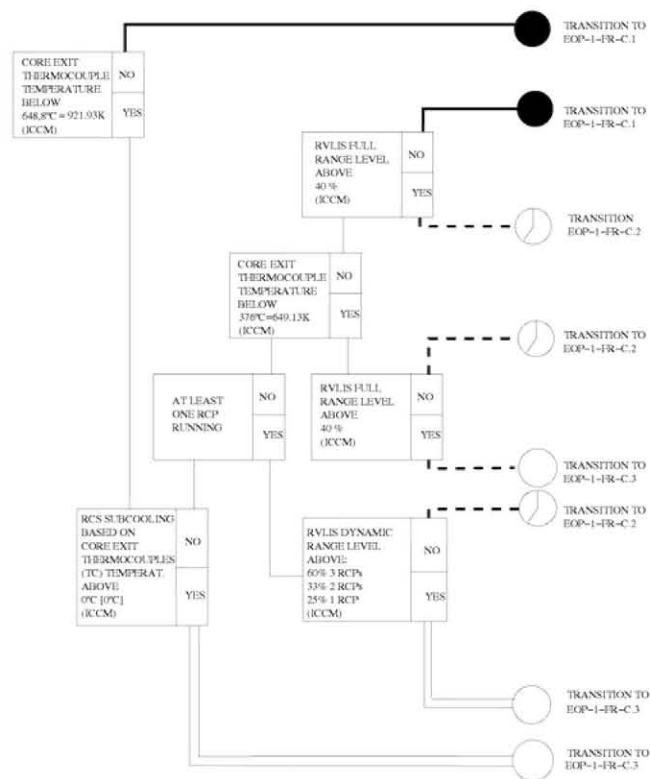 TRANSITION TO
EOP-1-FR-C.1
CORE EXIT
THERMOCOUPLE
TEMPERATURE
BELOW
648,8ºC = 921.93K
(ICCM)
NO
YES
TRANSITION TO
EOP-1-FR-C.1
RVLIS FULL
RANGE LEVEL
ABOVE
40 %
(ICCM)
NO
YES
TRANSITION
EOP-1-FR-C.2
CORE EXIT
THERMOCOUPLE
TEMPERATURE
BELOW
376ºC=649.13K
(ICCM)
NO
YES
TRANSITION TO
EOP-1-FR-C.2
AT LEAST
ONE RCP
RUNNING
NO
YES
RVLIS FULL
RANGE LEVEL
ABOVE
40 %
(ICCM)
NO
YES
TRANSITION TO
EOP-1-FR-C.3
TRANSITION TO
EOP-1-FR-C.2
RCS SUBCOOLING
BASED ON
CORE EXIT
THERMOCOUPLES
(TC) TEMPERAT.
ABOVE
0ºC [0ºC]
(ICCM)
NO
YES
RVLIS DYNAMIC
RANGE LEVEL
ABOVE:
60% 3 RCPs
33% 2 RCPs
25% 1 RCP
(ICCM)
NO
YES
TRANSITION TO
EOP-1-FR-C.3
TRANSITION TO
EOP-1-FR-C.3